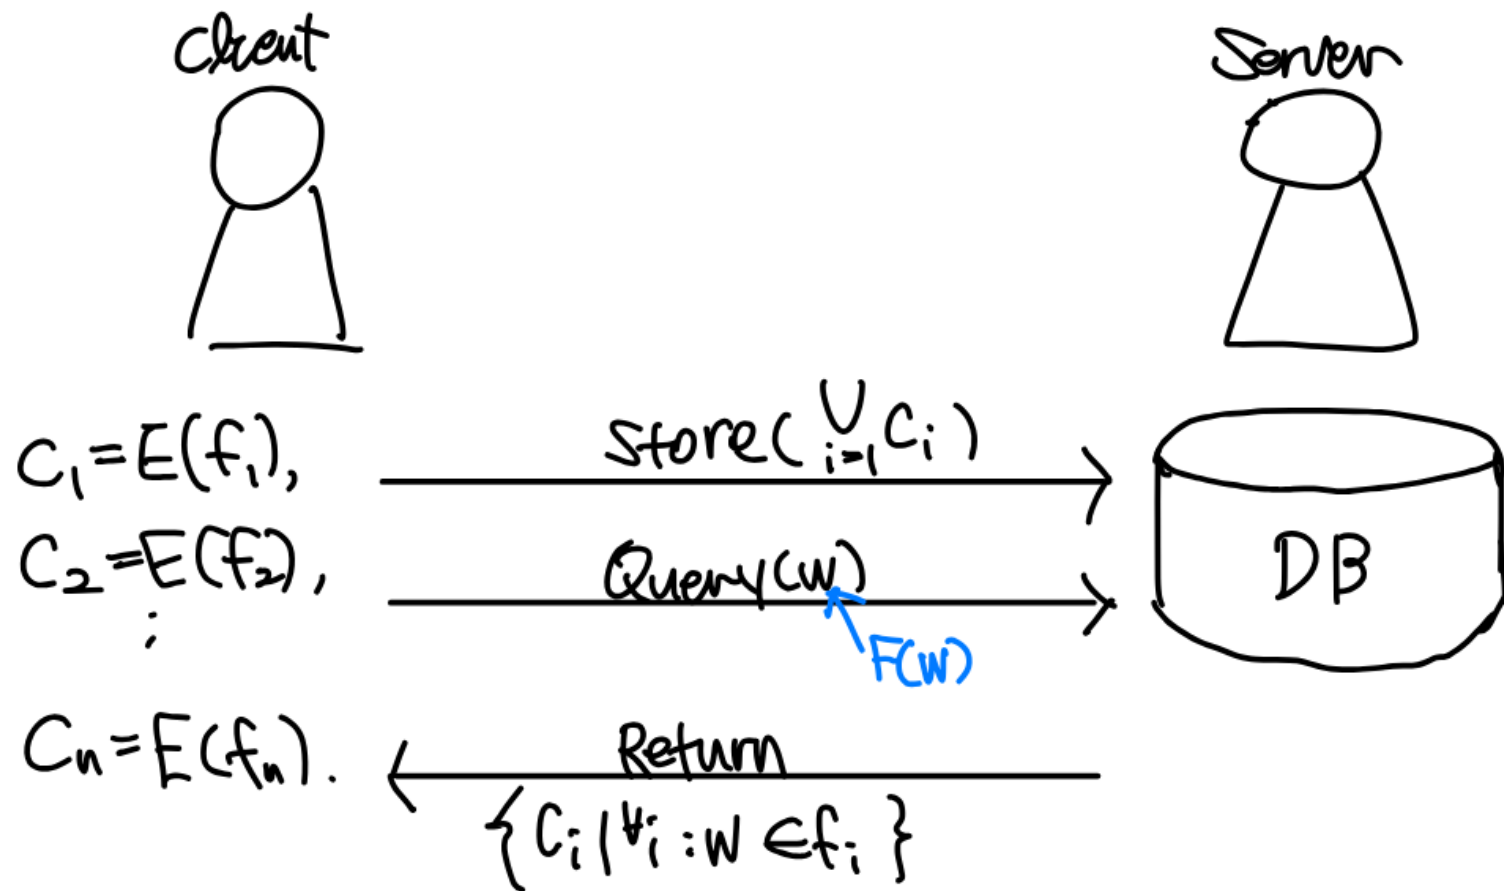 Client
Server
C₁=E(f₁),
Store(⋃ᵢ₌₁ Cᵢ)
C₂=E(f₂),
Query(w)
F(w)
DB
⋮
Cₙ=E(fₙ).
Return
{Cᵢ|∀ᵢ:w∈fᵢ}